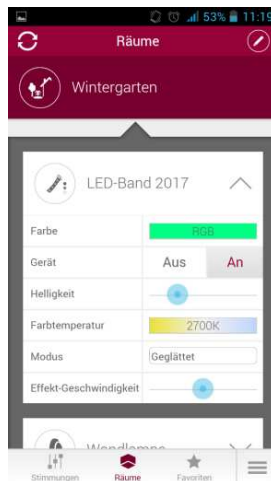 53% 11:19
Räume
Wintergarten
LED-Band 2017
Farbe RGB
Gerät Aus An
Helligkeit
Farbtemperatur 2700K
Modus Geglättet
Effekt-Geschwindigkeit
Wandlampe
Stimmungen Räume Favoriten